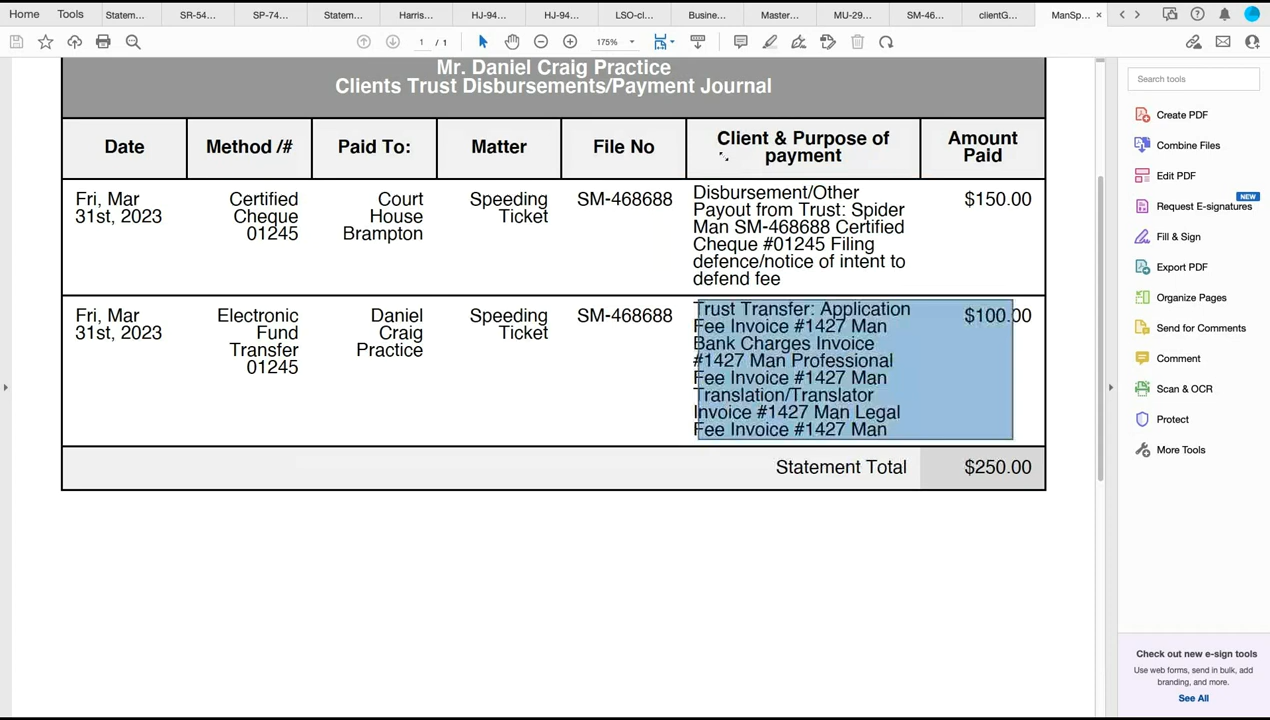 Home Tools Statem... SR-54... SP-74... Statem... Harris... HJ-94... HJ-94... LSO-cl... Busine... Master... MU-29... SM-46... clientG... ManSp... ×
1 / 1 175%
Mr. Daniel Craig Practice
Clients Trust Disbursements/Payment Journal
Date
Method /#
Paid To:
Matter
File No
Client & Purpose of
payment
Amount
Paid
Fri, Mar
31st, 2023
Certified
Cheque
01245
Court
House
Brampton
Speeding
Ticket
SM-468688
Disbursement/Other
Payout from Trust: Spider
Man SM-468688 Certified
Cheque #01245 Filing
defence/notice of intent to
defend fee
$150.00
Fri, Mar
31st, 2023
Electronic
Fund
Transfer
01245
Daniel
Craig
Practice
Speeding
Ticket
SM-468688
Trust Transfer: Application
Fee Invoice #1427 Man
Bank Charges Invoice
#1427 Man Professional
Fee Invoice #1427 Man
Translation/Translator
Invoice #1427 Man Legal
Fee Invoice #1427 Man
$100.00
Statement Total $250.00
Search tools
Create PDF
Combine Files
Edit PDF
NEW
Request E-signatures
Fill & Sign
Export PDF
Organize Pages
Send for Comments
Comment
Scan & OCR
Protect
More Tools
Check out new e-sign tools
Use web forms, send in bulk, add
branding, and more.
See All